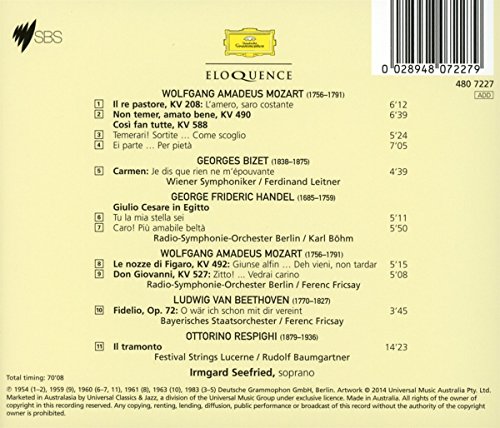 SBS
Deutsche Grammophon
ELOQUENCE
0 028948 072279
480 7227
ADD
WOLFGANG AMADEUS MOZART (1756–1791)
1 Il re pastore, KV 208: L'amero, saro costante 6'12
2 Non temer, amato bene, KV 490 6'39
Così fan tutte, KV 588
3 Temerari! Sortite ... Come scoglio 5'24
4 Ei parte ... Per pietà 7'05
GEORGES BIZET (1838–1875)
5 Carmen: Je dis que rien ne m'épouvante 4'39
Wiener Symphoniker / Ferdinand Leitner
GEORGE FRIDERIC HANDEL (1685–1759)
Giulio Cesare in Egitto
6 Tu la mia stella sei 5'11
7 Caro! Più amabile beltà 5'50
Radio-Symphonie-Orchester Berlin / Karl Böhm
WOLFGANG AMADEUS MOZART (1756–1791)
8 Le nozze di Figaro, KV 492: Giunse alfin ... Deh vieni, non tardar 5'15
9 Don Giovanni, KV 527: Zitto! ... Vedrai carino 5'08
Radio-Symphonie-Orchester Berlin / Ferenc Fricsay
LUDWIG VAN BEETHOVEN (1770–1827)
10 Fidelio, Op. 72: O wär ich schon mit dir vereint 3'45
Bayerisches Staatsorchester / Ferenc Fricsay
OTTORINO RESPIGHI (1879–1936)
11 Il tramonto 14'23
Festival Strings Lucerne / Rudolf Baumgartner
Irmgard Seefried, soprano
Total timing: 70'08
℗ 1954 (1–2), 1959 (9), 1960 (6–7, 11), 1961 (8), 1963 (10), 1983 (3–5) Deutsche Grammophon GmbH, Berlin. Artwork © 2014 Universal Music Australia Pty. Ltd.
Marketed in Australasia by Universal Classics & Jazz, a division of the Universal Music Group under exclusive licence. Made in Australia. All rights of the owner of
copyright in this recording reserved. Any copying, renting, lending, diffusion, public performance or broadcast of this record without the authority of the copyright
owner is prohibited.